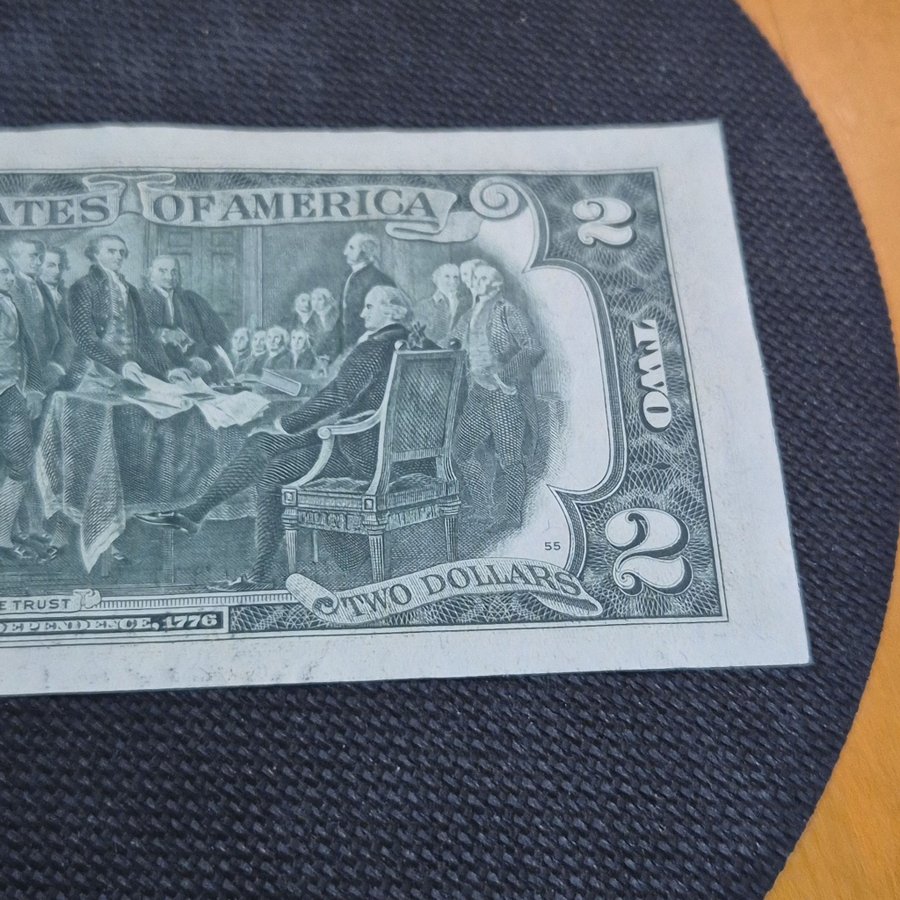 ATES OF AMERICA
2
TWO
2
55
TWO DOLLARS
E TRUST
DEPENDENCE, 1776